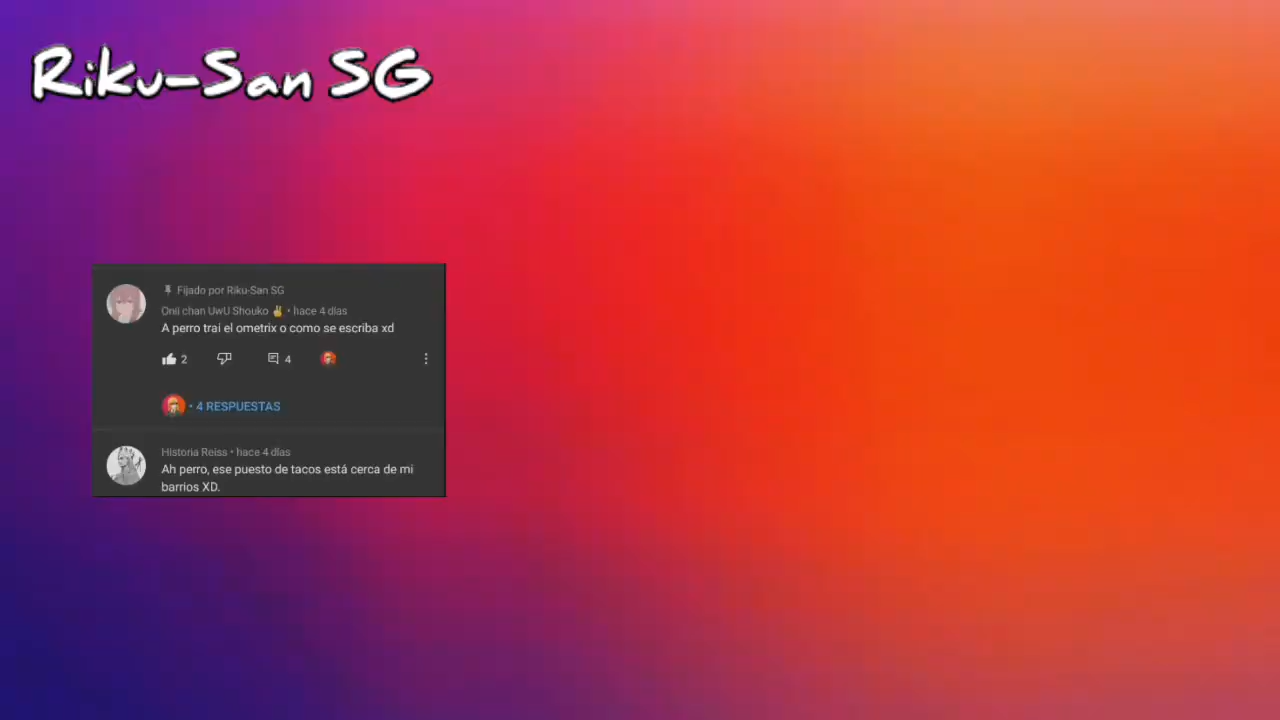 Riku-San SG
Fijado por Riku-San SG
Onii chan UwU Shouko ✌ • hace 4 días
A perro trai el ometrix o como se escriba xd
2
4
• 4 RESPUESTAS
Historia Reiss • hace 4 días
Ah perro, ese puesto de tacos está cerca de mi
barrios XD.